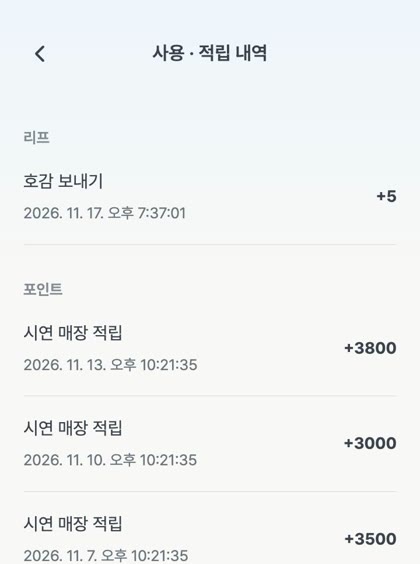 사용 · 적립 내역
리프
호감 보내기
2026. 11. 17. 오후 7:37:01
+5
포인트
시연 매장 적립
2026. 11. 13. 오후 10:21:35
+3800
시연 매장 적립
2026. 11. 10. 오후 10:21:35
+3000
시연 매장 적립
2026. 11. 7. 오후 10:21:35
+3500